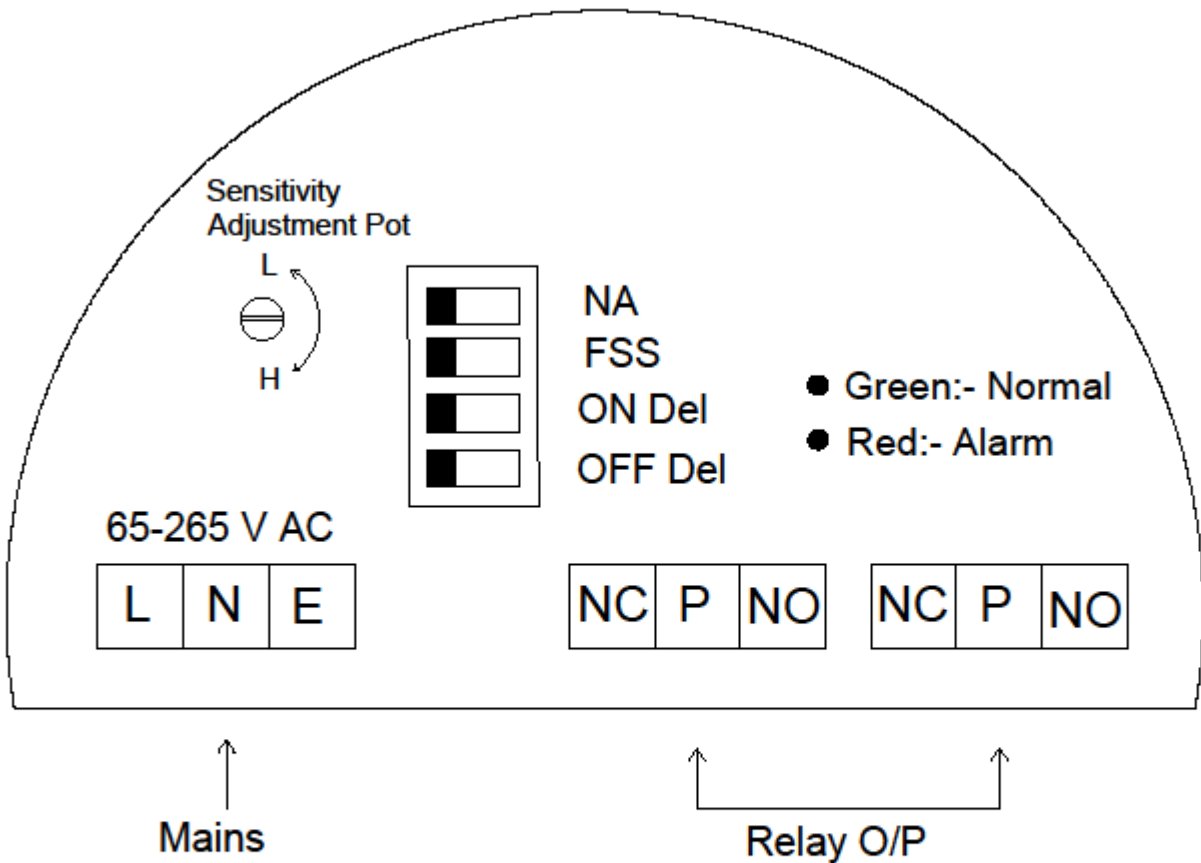 Sensitivity
Adjustment Pot
L
H
NA
FSS
ON Del
OFF Del
Green:- Normal
Red:- Alarm
65-265 V AC
L N E
NC P NO NC P NO
Mains
Relay O/P